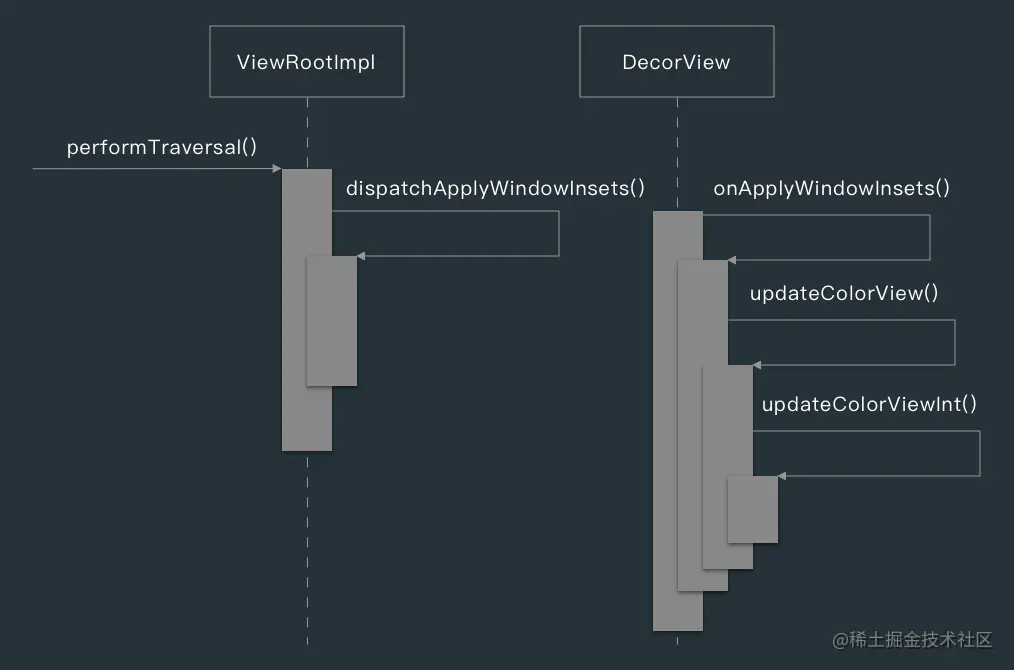 ViewRootImpl
DecorView
performTraversal()
dispatchApplyWindowInsets()
onApplyWindowInsets()
updateColorView()
updateColorViewInt()
@稀土掘金技术社区